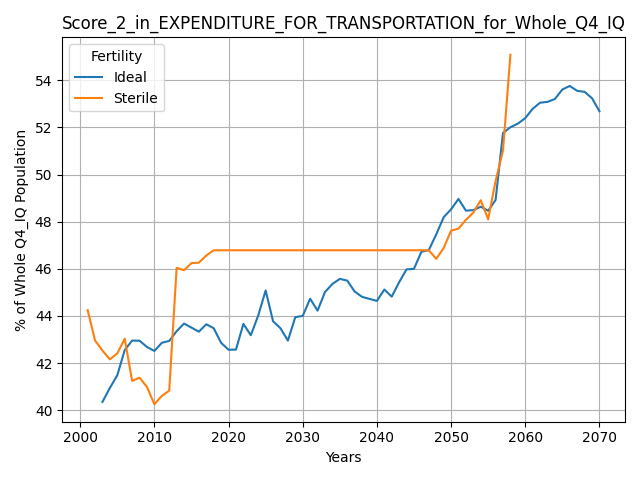 Score_2_in_EXPENDITURE_FOR_TRANSPORTATION_for_Whole_Q4_IQ
Fertility
Ideal
Sterile
% of Whole Q4_IQ Population
54
52
50
48
46
44
42
40
2000 2010 2020 2030 2040 2050 2060 2070
Years